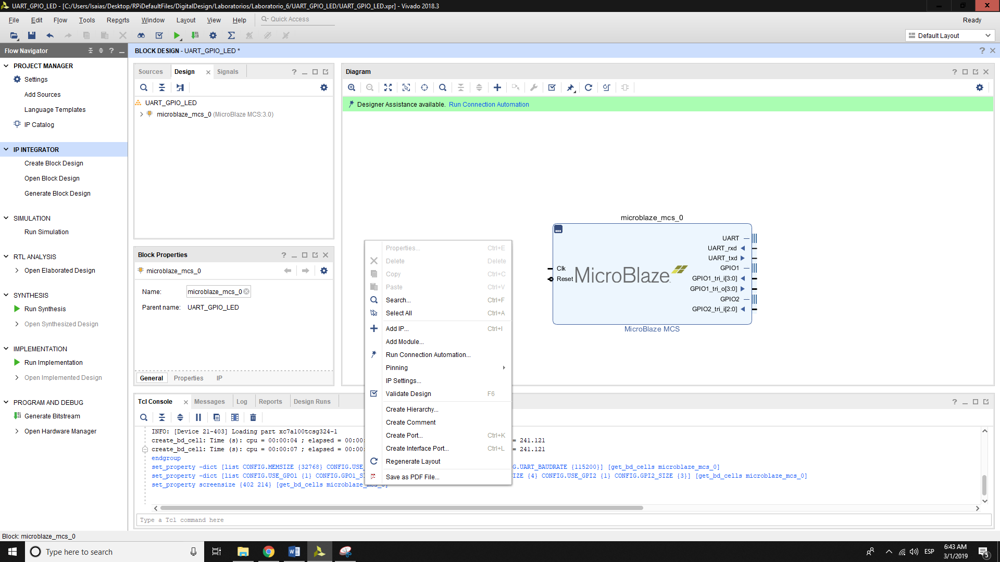 UART_GPIO_LED - [C:/Users/Isaias/Desktop/RPiDefaultFiles/DigitalDesign/Laboratorios/Laboratorio_6/UART_GPIO_LED/UART_GPIO_LED.xpr] - Vivado 2018.3
File Edit Flow Tools Reports Window Layout View Help Quick Access Ready
Default Layout
Flow Navigator
PROJECT MANAGER
Settings
Add Sources
Language Templates
IP Catalog
IP INTEGRATOR
Create Block Design
Open Block Design
Generate Block Design
SIMULATION
Run Simulation
RTL ANALYSIS
Open Elaborated Design
SYNTHESIS
Run Synthesis
Open Synthesized Design
IMPLEMENTATION
Run Implementation
Open Implemented Design
PROGRAM AND DEBUG
Generate Bitstream
Open Hardware Manager
BLOCK DESIGN - UART_GPIO_LED *
Sources Design Signals
UART_GPIO_LED
microblaze_mcs_0 (MicroBlaze MCS:3.0)
Block Properties
microblaze_mcs_0
Name: microblaze_mcs_0
Parent name: UART_GPIO_LED
General Properties IP
Diagram
Designer Assistance available. Run Connection Automation
microblaze_mcs_0
Clk
Reset
MicroBlaze
UART
UART_rxd
UART_txd
GPIO1
GPIO1_tri_i[3:0]
GPIO1_tri_o[3:0]
GPIO2
GPIO2_tri_i[2:0]
MicroBlaze MCS
Properties... Ctrl+E
Delete Delete
Copy Ctrl+C
Paste Ctrl+V
Search... Ctrl+F
Select All Ctrl+A
Add IP... Ctrl+I
Add Module...
Run Connection Automation...
Pinning
IP Settings...
Validate Design F6
Create Hierarchy...
Create Comment
Create Port... Ctrl+K
Create Interface Port... Ctrl+L
Regenerate Layout
Save as PDF File...
Tcl Console Messages Log Reports Design Runs
INFO: [Device 21-403] Loading part xc7a100tcsg324-1
create_bd_cell: Time (s): cpu = 00:00:04 ; elapsed = 00:00: = 241.121
create_bd_cell: Time (s): cpu = 00:00:07 ; elapsed = 00:00: = 241.121
endgroup
set_property -dict [list CONFIG.MEMSIZE {32768} CONFIG.USE_ G.UART_BAUDRATE {115200}] [get_bd_cells microblaze_mcs_0]
set_property -dict [list CONFIG.USE_GPO1 {1} CONFIG.GPO1_SI IZE {4} CONFIG.USE_GPI2 {1} CONFIG.GPI2_SIZE {3}] [get_bd_cells microblaze_mcs_0]
set_property screensize {402 214} [get_bd_cells microblaze_mcs_0]
Type a Tcl command here
Block: microblaze_mcs_0
Type here to search
ESP
6:43 AM
3/1/2019
5